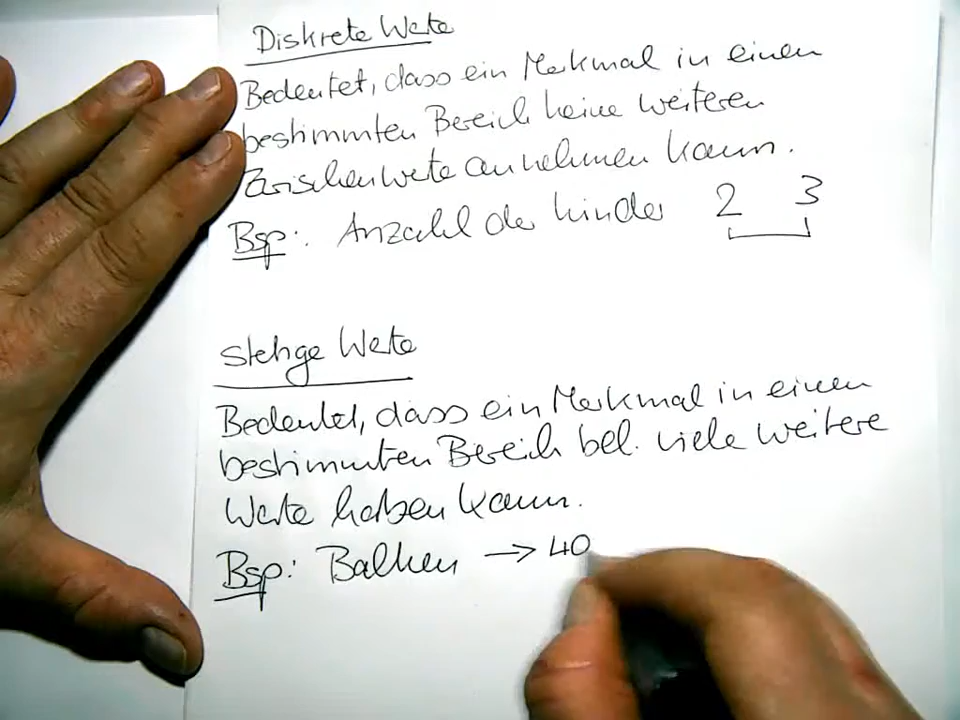 Diskrete Werte
Bedeutet, dass ein Merkmal in einen
bestimmten Bereich keine weiteren
Zwischenwerte annehmen kann.
Bsp: Anzahl der Kinder 2 3
stetige Werte
Bedeutet, dass ein Merkmal in einen
bestimmten Bereich bel. viele weitere
Werte haben kann.
Bsp: Balken → 40